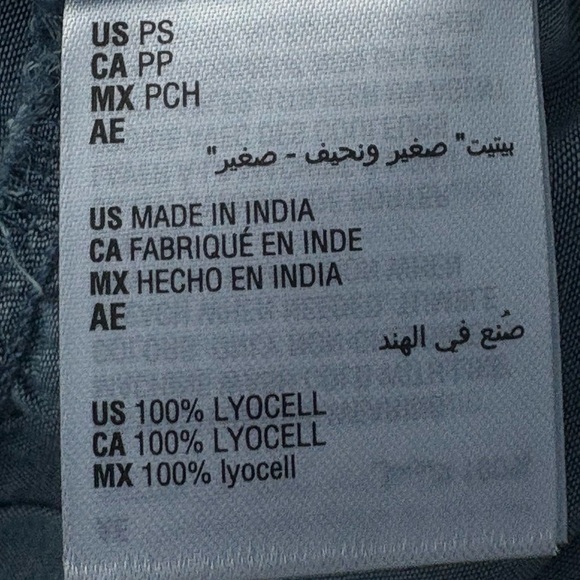 US PS
CA PP
MX PCH
AE
بيتيت" صغير ونحيف - صغير"
US MADE IN INDIA
CA FABRIQUÉ EN INDE
MX HECHO EN INDIA
AE
صُنع في الهند
US 100% LYOCELL
CA 100% LYOCELL
MX 100% lyocell